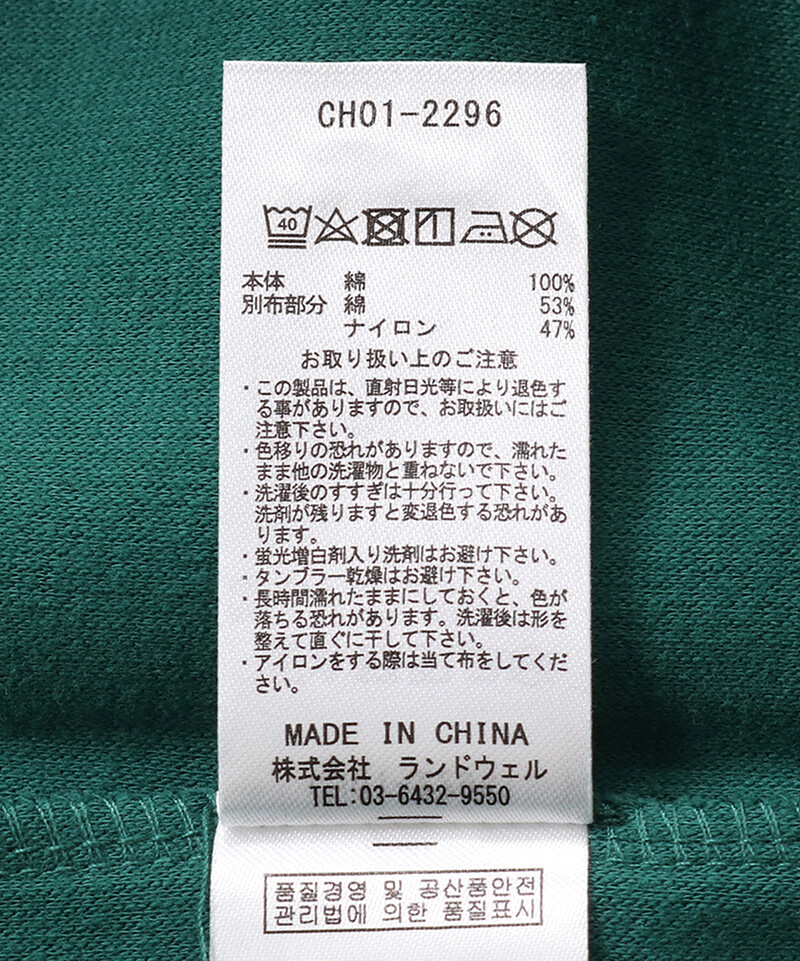 CH01-2296
40
本体 綿 100%
別布部分 綿 53%
ナイロン 47%
お取り扱い上のご注意
・この製品は、直射日光等により退色す
る事がありますので、お取扱いにはご
注意下さい。
・色移りの恐れがありますので、濡れた
まま他の洗濯物と重ねないで下さい。
・洗濯後のすすぎは十分行って下さい。
洗剤が残りますと変退色する恐れがあ
ります。
・蛍光増白剤入り洗剤はお避け下さい。
・タンブラー乾燥はお避け下さい。
・長時間濡れたままにしておくと、色が
落ちる恐れがあります。洗濯後は形を
整えて直ぐに干して下さい。
・アイロンをする際は当て布をしてくだ
さい。
MADE IN CHINA
株式会社 ランドウェル
TEL:03-6432-9550
품질경영 및 공산품안전
관리법에 의한 품질표시